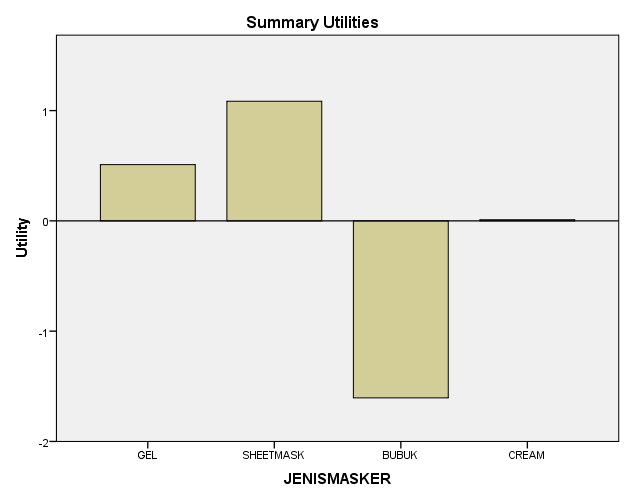 Summary Utilities
Utility
1
0
-1
-2
GEL SHEETMASK BUBUK CREAM
JENISMASKER